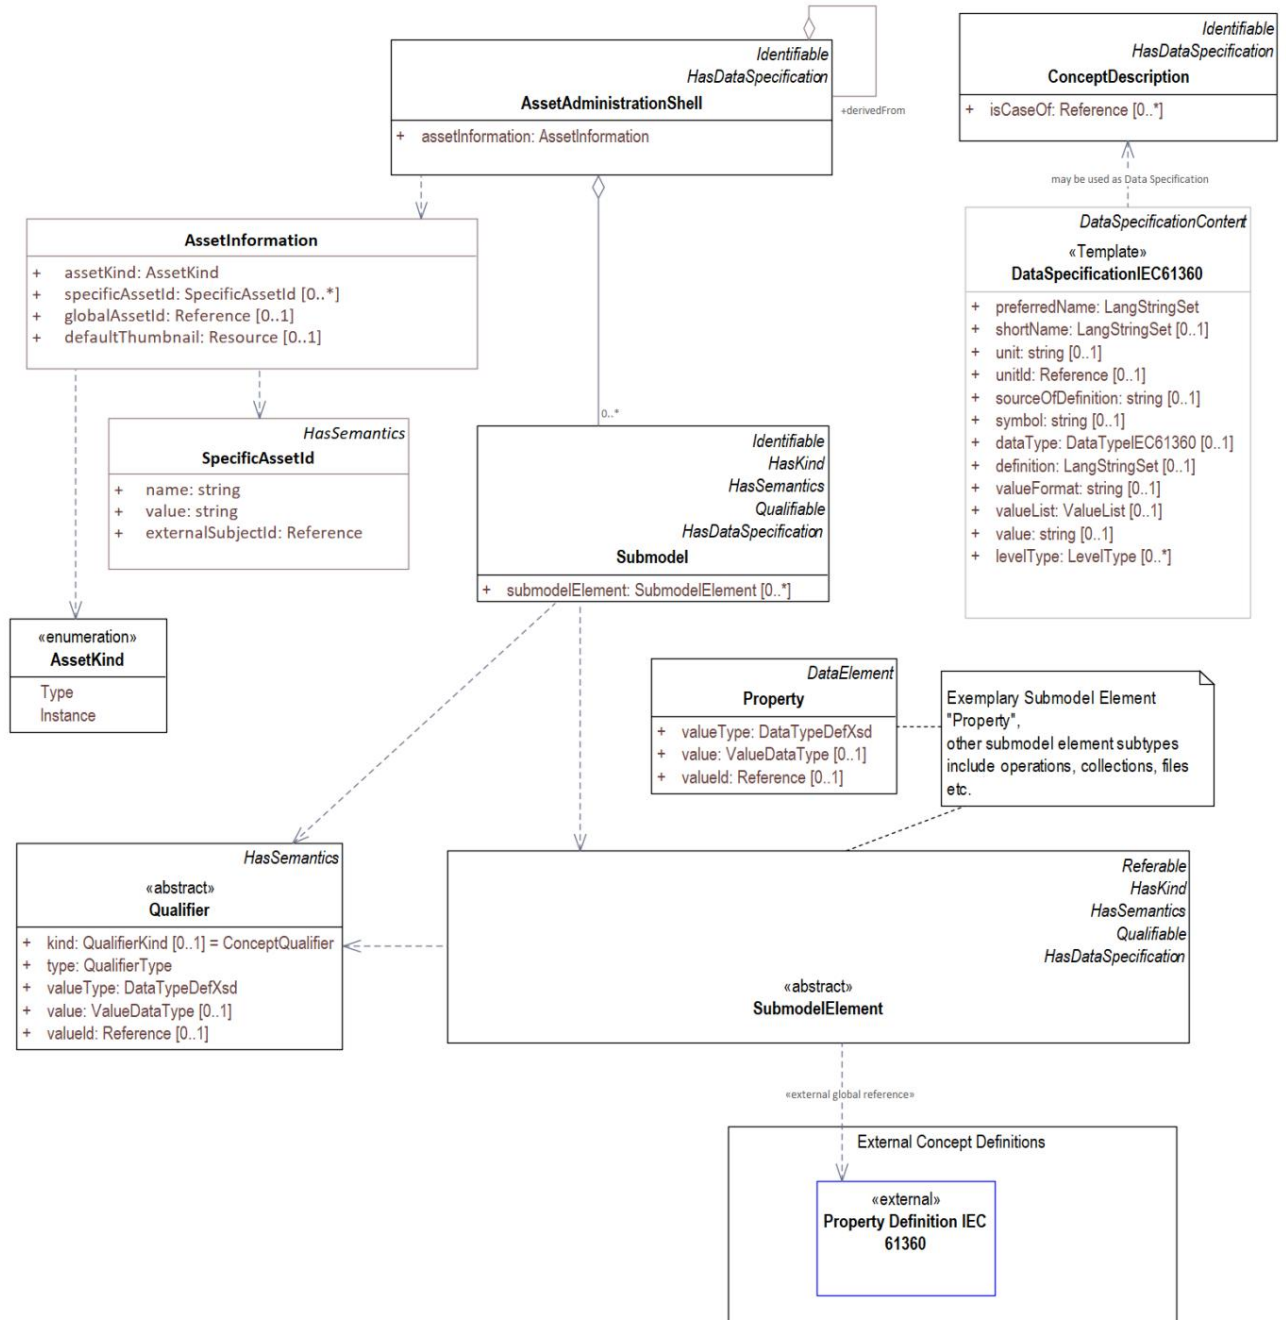 Identifiable
HasDataSpecification
AssetAdministrationShell
+ assetInformation: AssetInformation
+derivedFrom
Identifiable
HasDataSpecification
ConceptDescription
+ isCaseOf: Reference [0..*]
may be used as Data Specification
DataSpecificationContent
«Template»
DataSpecificationIEC61360
+ preferredName: LangStringSet
+ shortName: LangStringSet [0..1]
+ unit: string [0..1]
+ unitId: Reference [0..1]
+ sourceOfDefinition: string [0..1]
+ symbol: string [0..1]
+ dataType: DataTypeIEC61360 [0..1]
+ definition: LangStringSet [0..1]
+ valueFormat: string [0..1]
+ valueList: ValueList [0..1]
+ value: string [0..1]
+ levelType: LevelType [0..*]
AssetInformation
+ assetKind: AssetKind
+ specificAssetId: SpecificAssetId [0..*]
+ globalAssetId: Reference [0..1]
+ defaultThumbnail: Resource [0..1]
HasSemantics
SpecificAssetId
+ name: string
+ value: string
+ externalSubjectId: Reference
0..*
Identifiable
HasKind
HasSemantics
Qualifiable
HasDataSpecification
Submodel
+ submodelElement: SubmodelElement [0..*]
«enumeration»
AssetKind
Type
Instance
DataElement
Property
+ valueType: DataTypeDefXsd
+ value: ValueDataType [0..1]
+ valueId: Reference [0..1]
Exemplary Submodel Element
"Property",
other submodel element subtypes
include operations, collections, files
etc.
HasSemantics
«abstract»
Qualifier
+ kind: QualifierKind [0..1] = ConceptQualifier
+ type: QualifierType
+ valueType: DataTypeDefXsd
+ value: ValueDataType [0..1]
+ valueId: Reference [0..1]
Referable
HasKind
HasSemantics
Qualifiable
HasDataSpecification
«abstract»
SubmodelElement
«external global reference»
External Concept Definitions
«external»
Property Definition IEC
61360